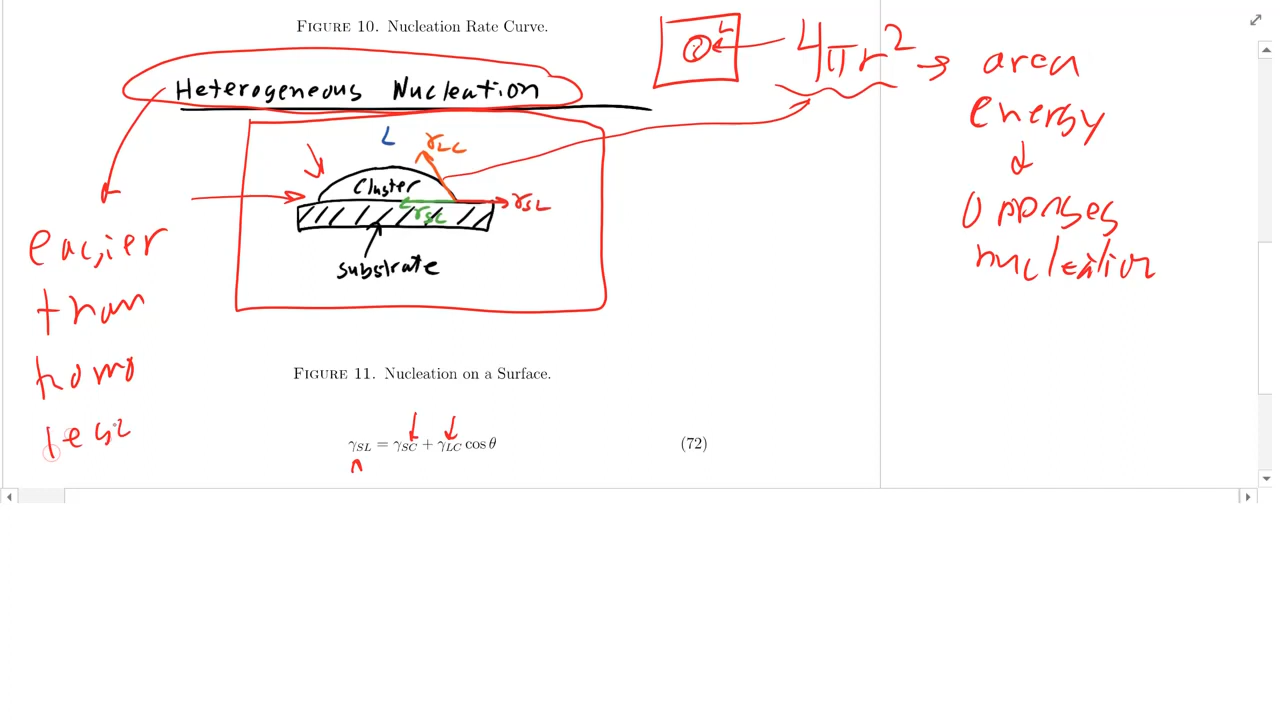 FIGURE 10. Nucleation Rate Curve.
Heterogeneous Nucleation
L
4πr² → area
energy
opposes
nucleation
L
γLC
Cluster
γSL
γSC
substrate
easier
than
homo
FIGURE 11. Nucleation on a Surface.
γSL = γSC + γLC cos θ (72)